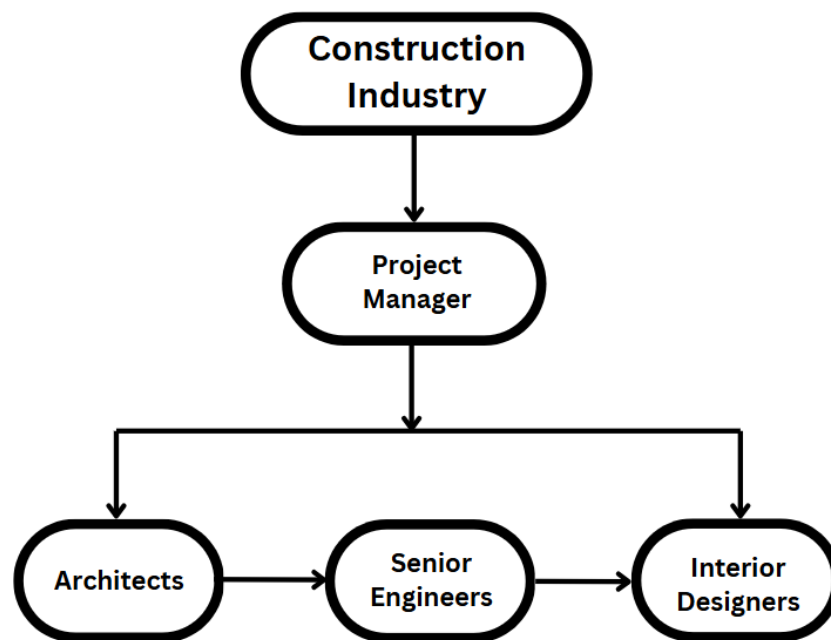 Construction
Industry
Project
Manager
Architects
Senior
Engineers
Interior
Designers